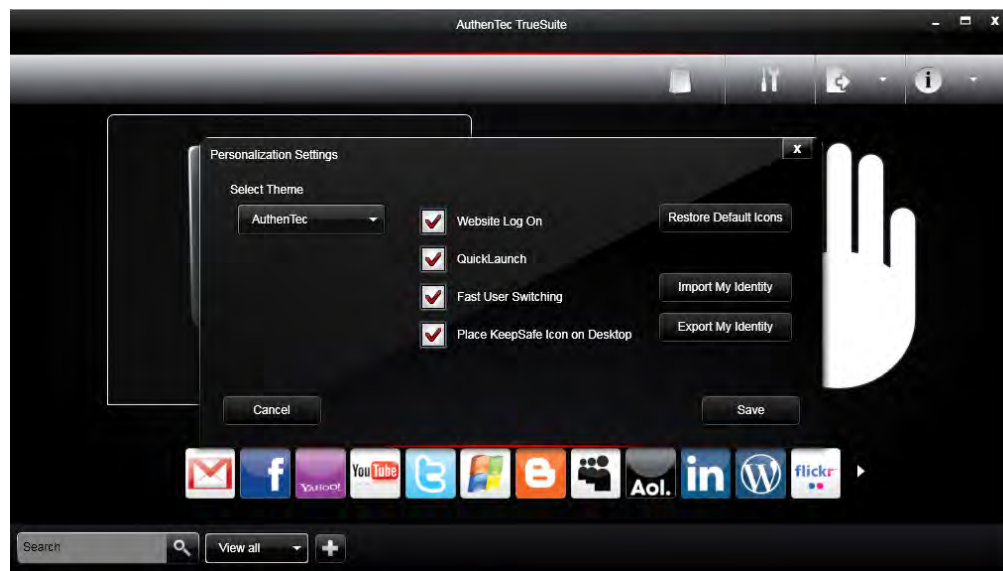 AuthenTec TrueSuite
Personalization Settings
Select Theme
AuthenTec
Website Log On
QuickLaunch
Fast User Switching
Place KeepSafe Icon on Desktop
Restore Default Icons
Import My Identity
Export My Identity
Cancel
Save
YAHOO!
You Tube
Aol.
in
flickr
Search
View all